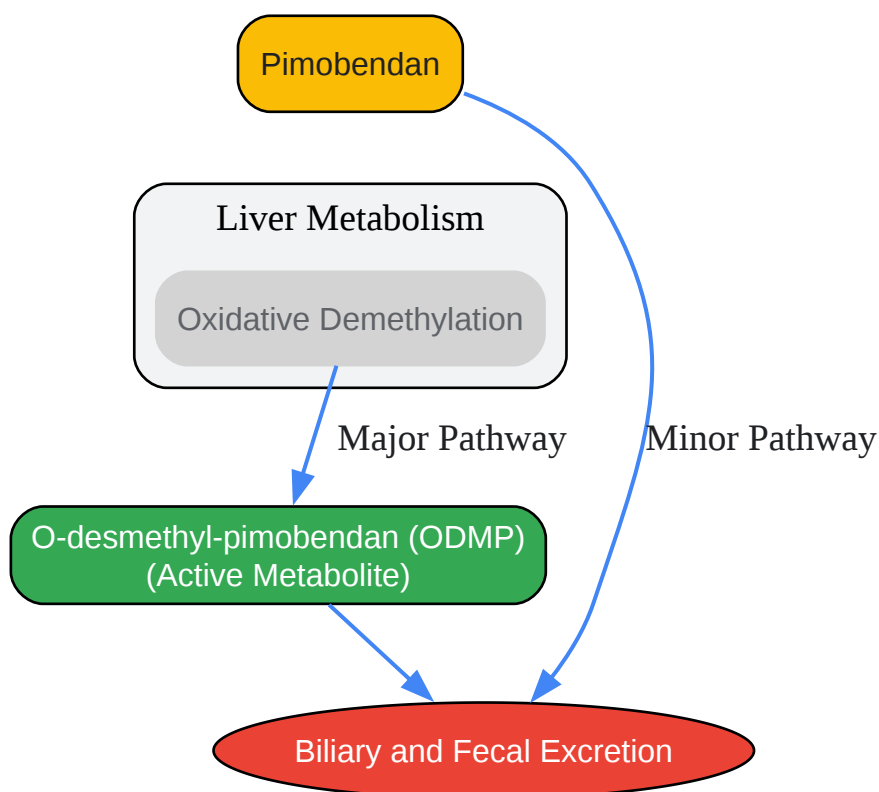 Pimobendan
Liver Metabolism
Oxidative Demethylation
Major Pathway
Minor Pathway
O-desmethyl-pimobendan (ODMP)
(Active Metabolite)
Biliary and Fecal Excretion